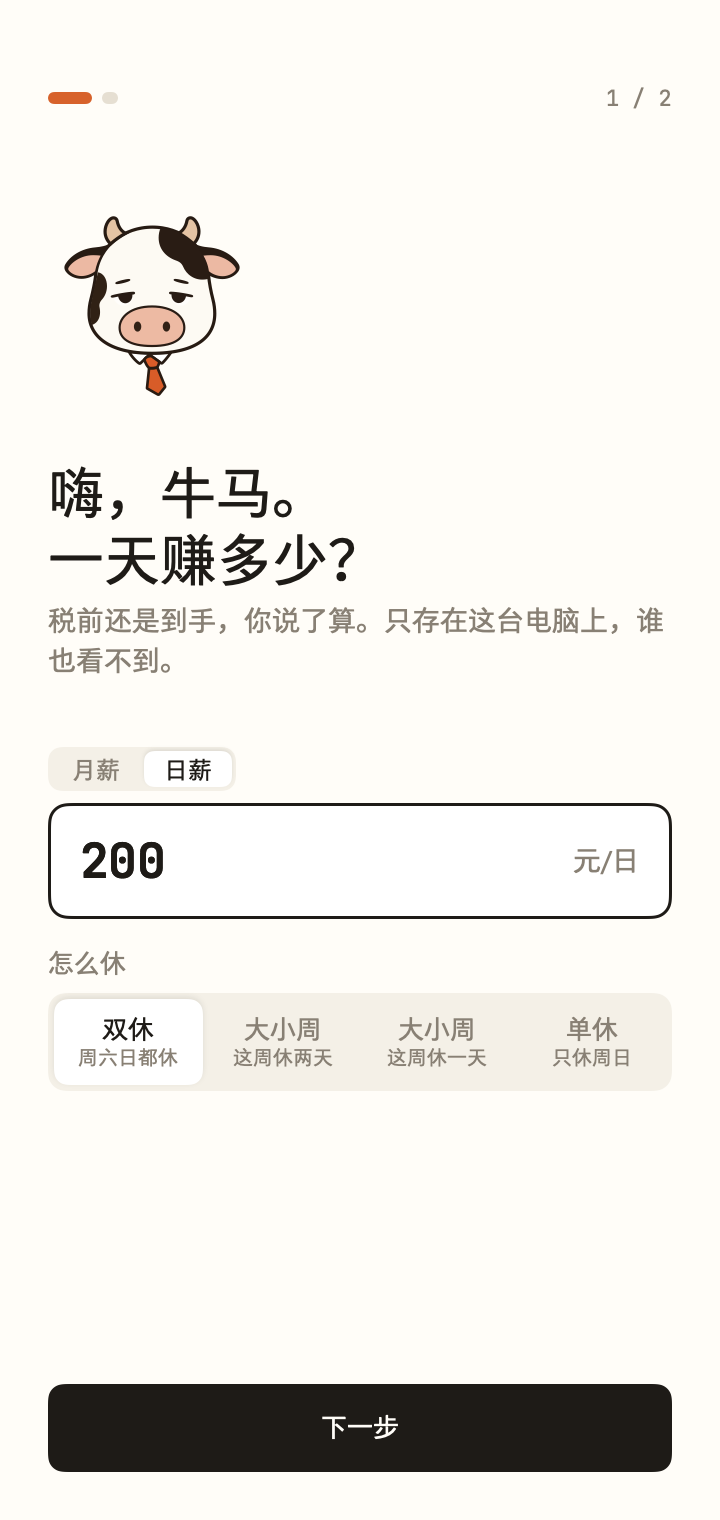 1 / 2
嗨，牛马。
一天赚多少？
税前还是到手，你说了算。只存在这台电脑上，谁
也看不到。
月薪 日薪
200 元/日
怎么休
双休 大小周 大小周 单休
周六日都休 这周休两天 这周休一天 只休周日
下一步